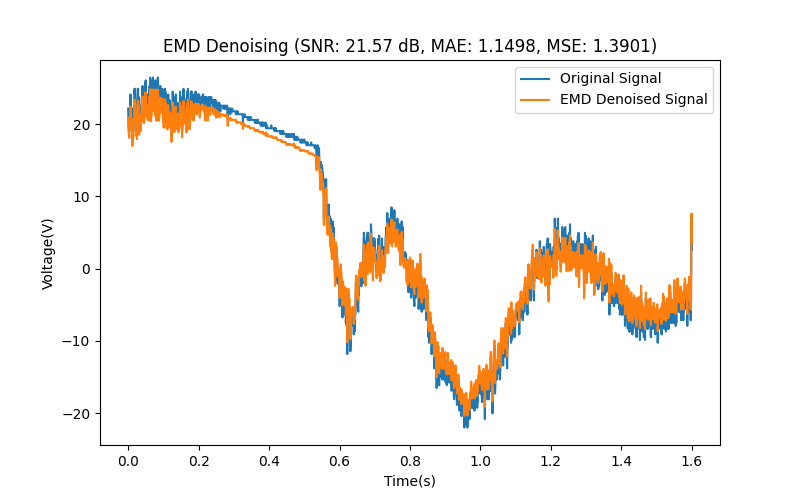 EMD Denoising (SNR: 21.57 dB, MAE: 1.1498, MSE: 1.3901)
Original Signal
EMD Denoised Signal
20
10
0
−10
−20
Voltage(V)
0.0 0.2 0.4 0.6 0.8 1.0 1.2 1.4 1.6
Time(s)